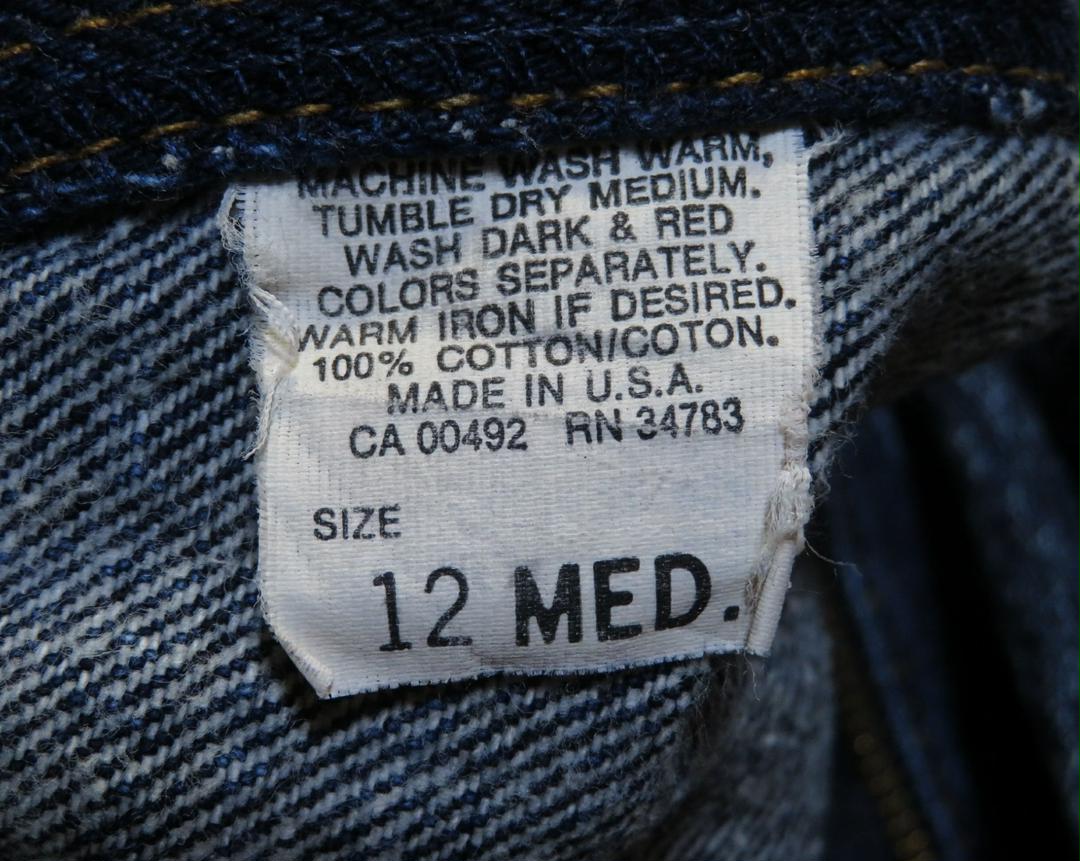 MACHINE WASH WARM,
TUMBLE DRY MEDIUM.
WASH DARK & RED
COLORS SEPARATELY.
WARM IRON IF DESIRED.
100% COTTON/COTON.
MADE IN U.S.A.
CA 00492 RN 34783
SIZE
12 MED.